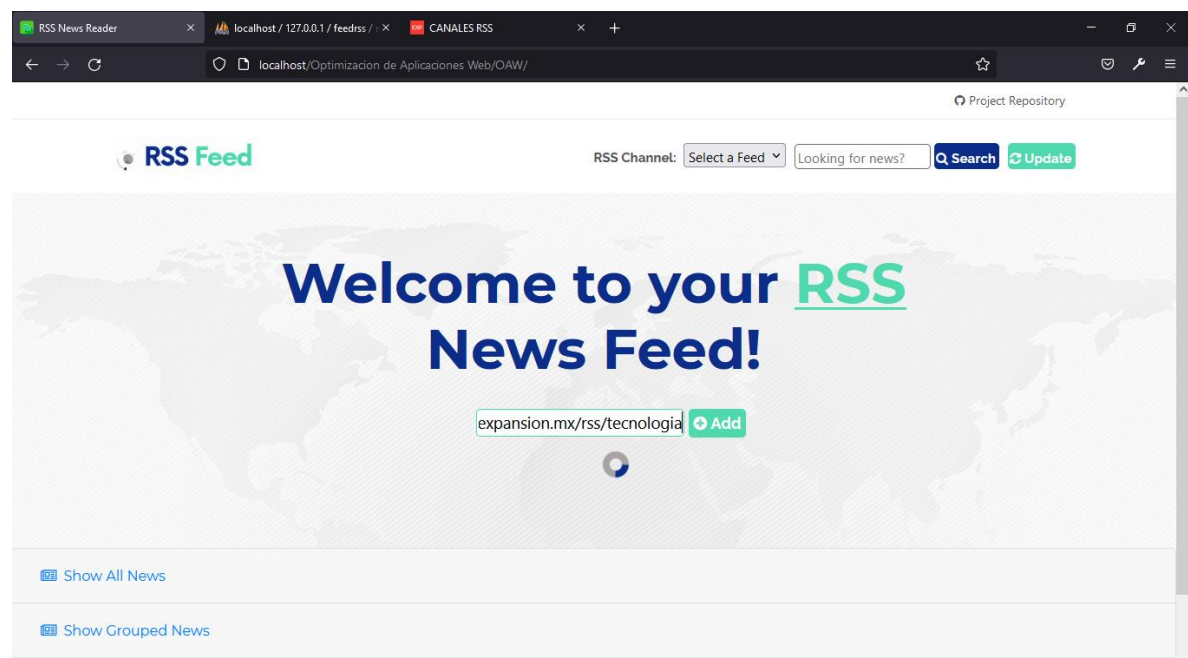 RSS News Reader
localhost / 127.0.0.1 / feedrss /
CANALES RSS
localhost/Optimizacion de Aplicaciones Web/OAW/
Project Repository
RSS Feed
RSS Channel: Select a Feed Looking for news? Search Update
Welcome to your RSS
News Feed!
expansion.mx/rss/tecnologia Add
Show All News
Show Grouped News